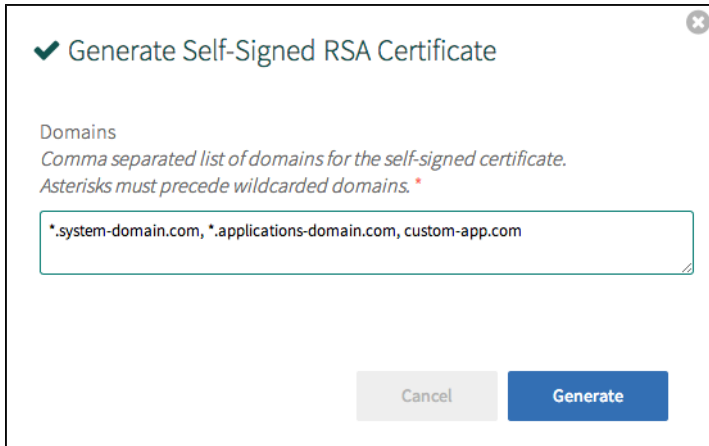 Generate Self-Signed RSA Certificate
Domains
Comma separated list of domains for the self-signed certificate.
Asterisks must precede wildcarded domains. *
*.system-domain.com, *.applications-domain.com, custom-app.com
Cancel
Generate